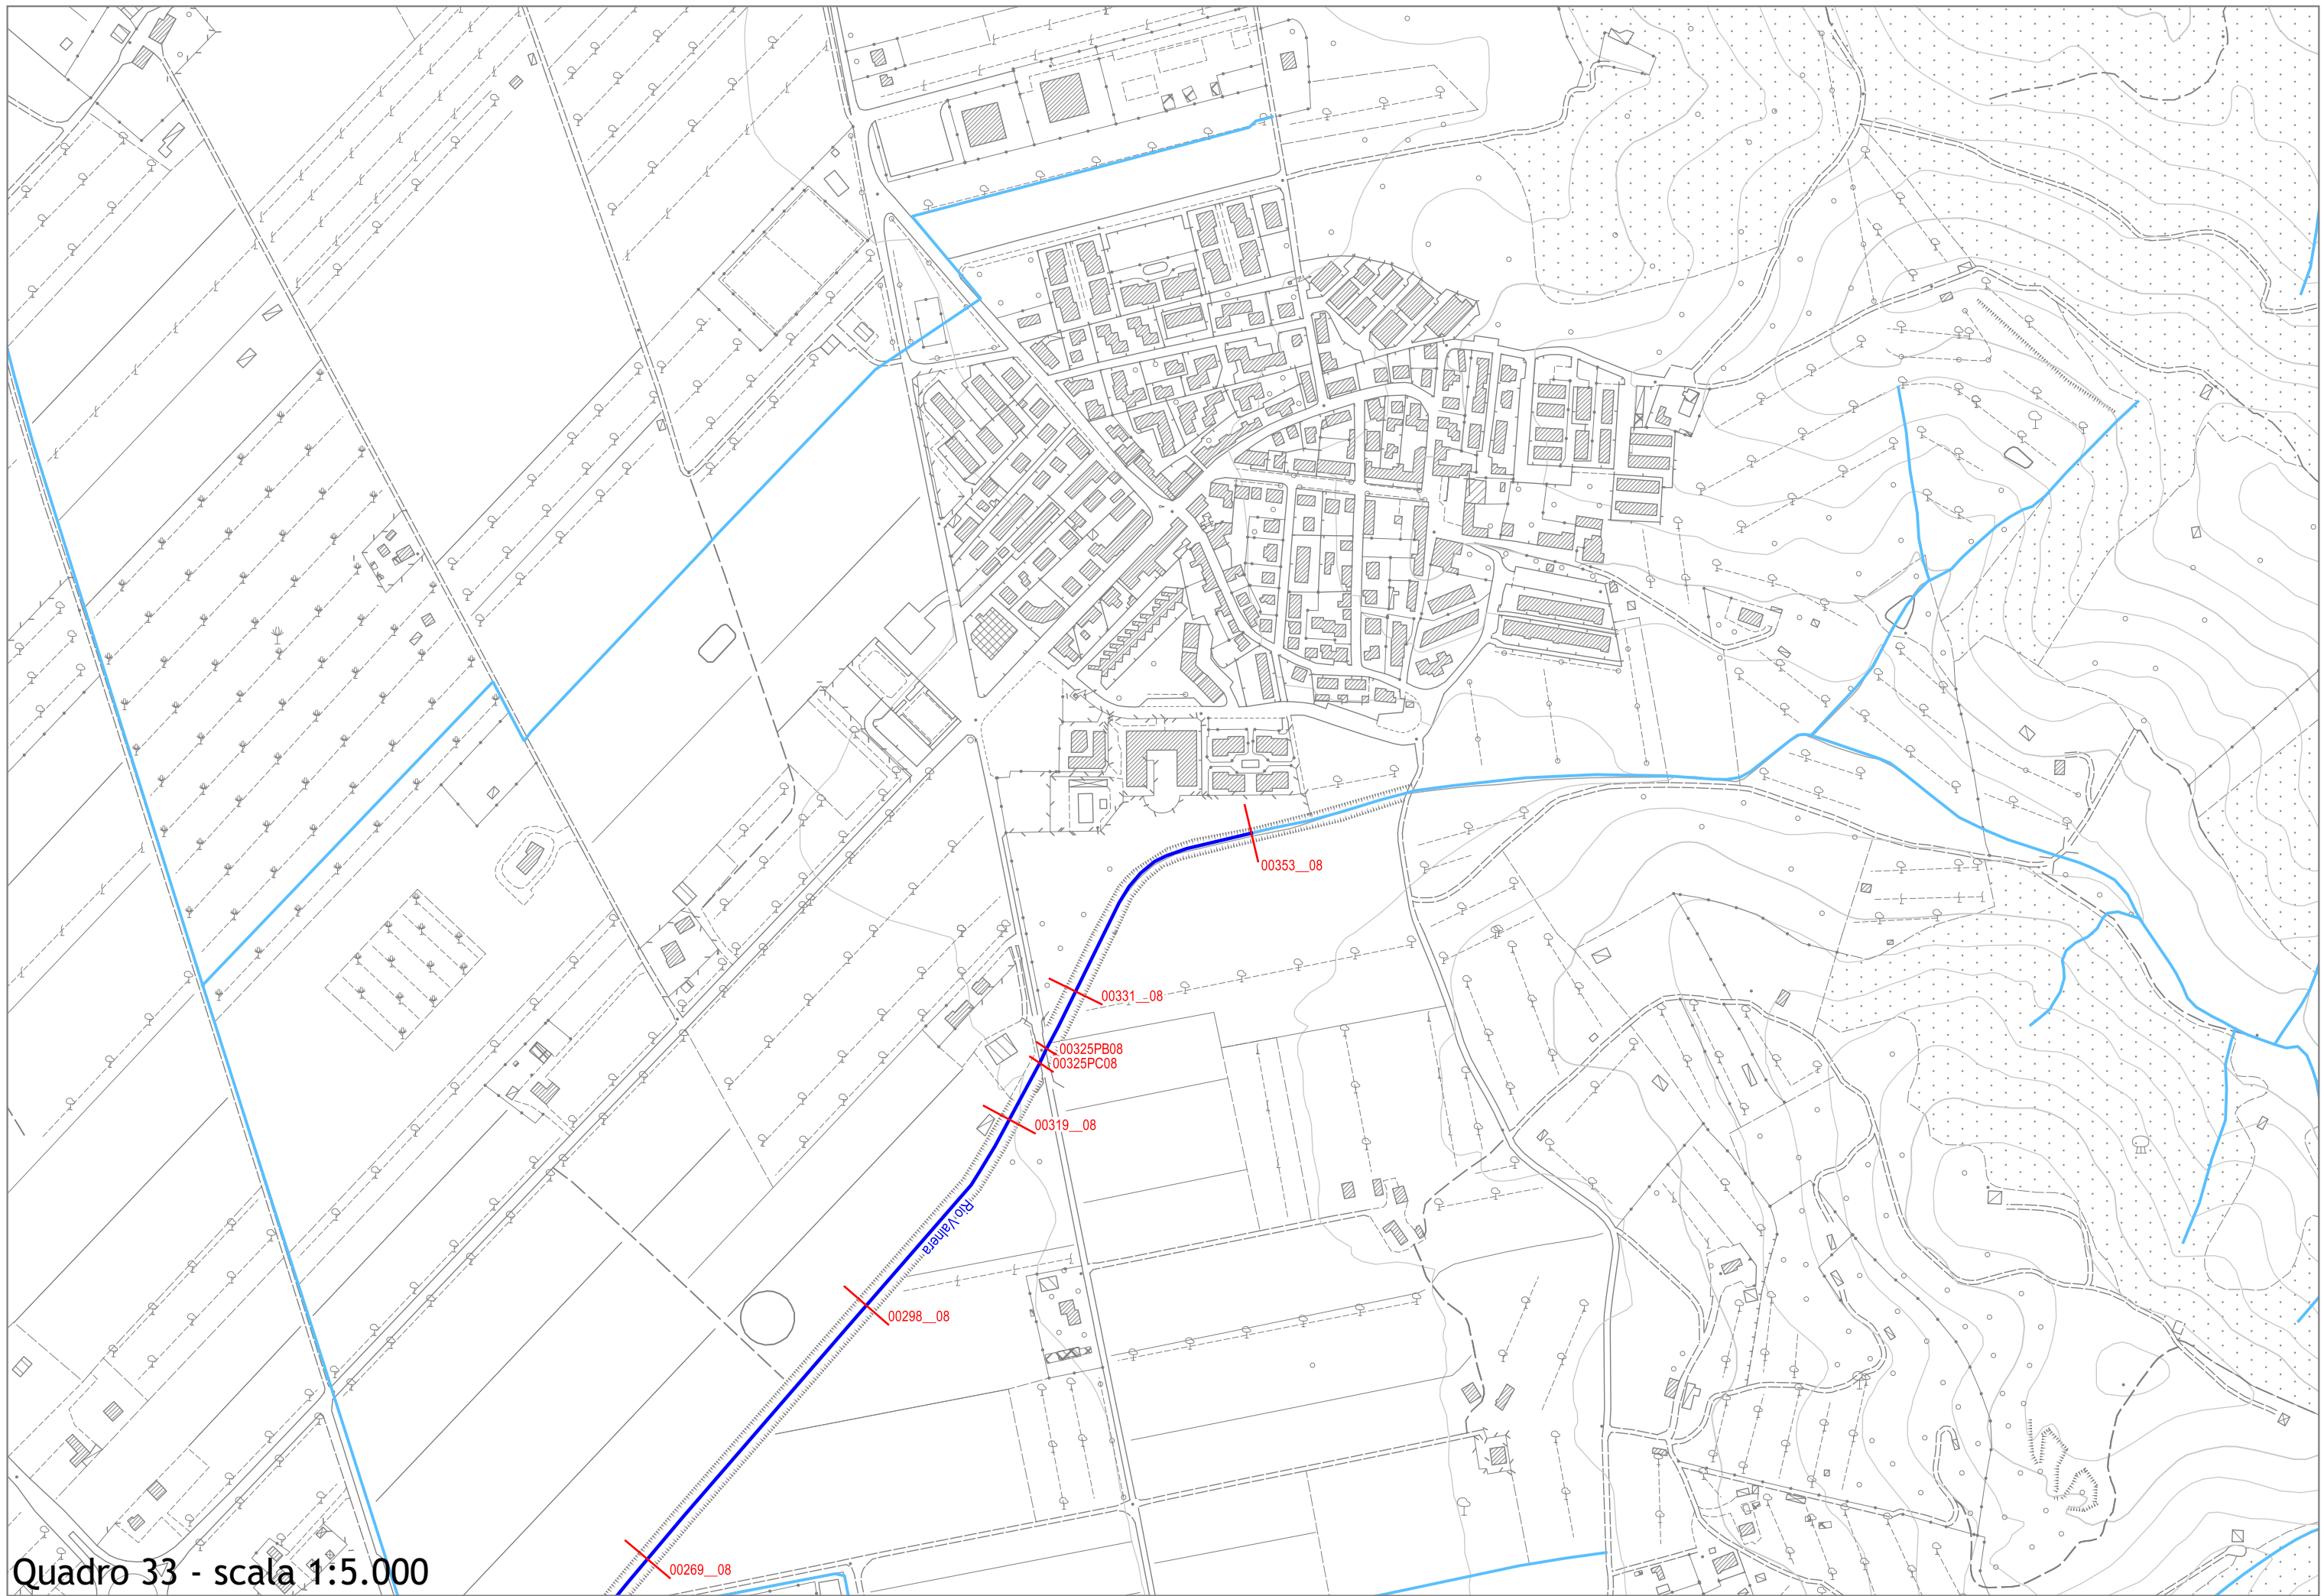 00353__08
00331__08
00325PB08
00325PC08
00319__08
Rio Valnera
00298__08
00269__08
Quadro 33 - scala 1:5.000